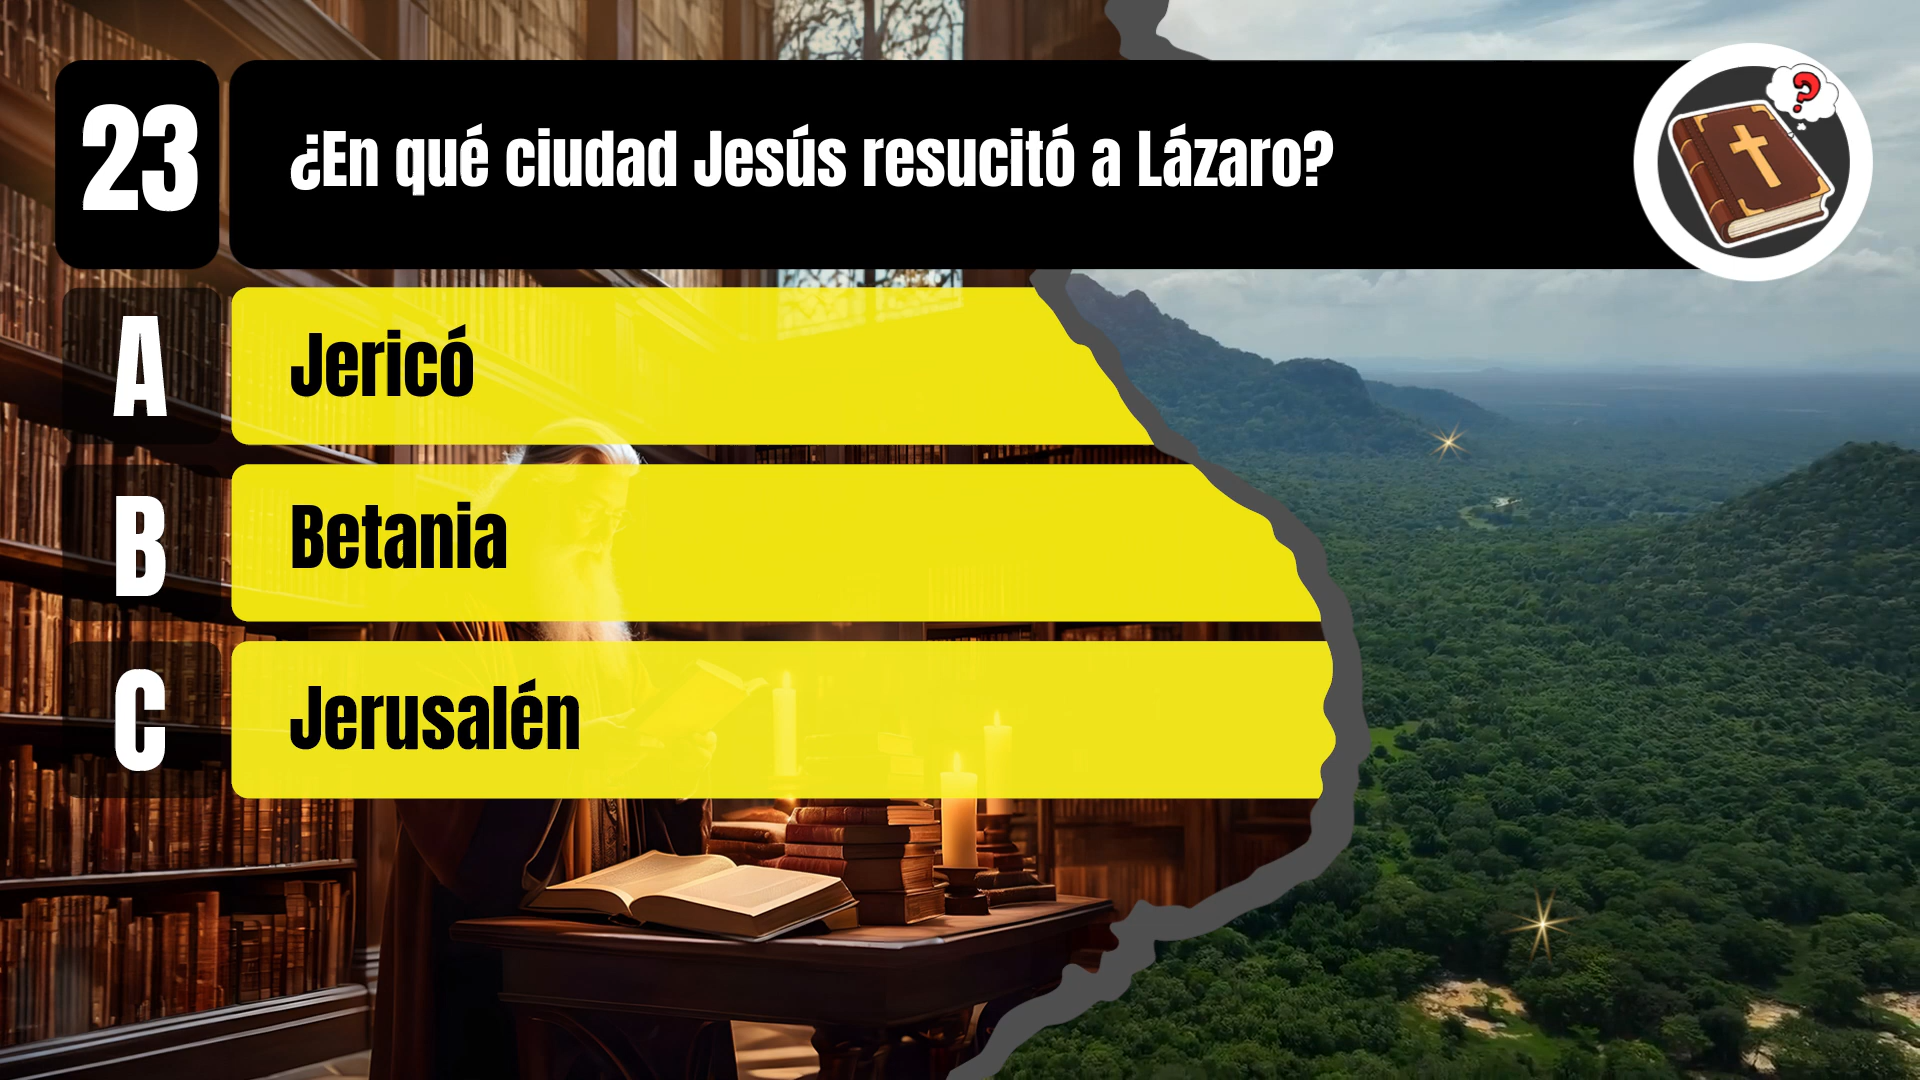 23
¿En qué ciudad Jesús resucitó a Lázaro?
A
Jericó
B
Betania
C
Jerusalén
?